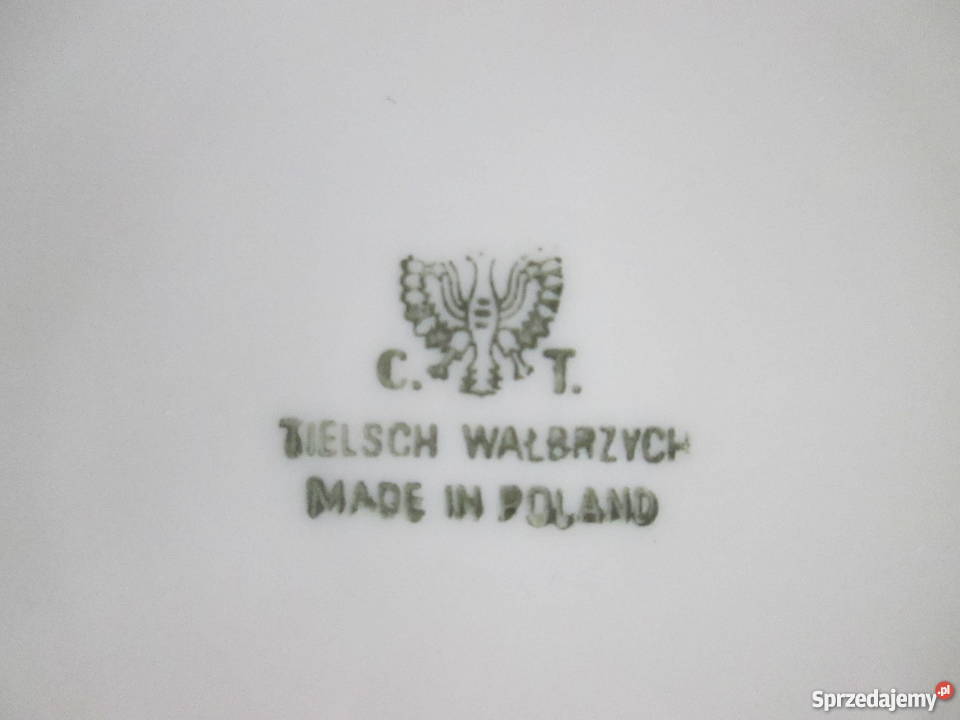 C. T.
TIELSCH WAŁBRZYCH
MADE IN POLAND
Sprzedajemy.pl